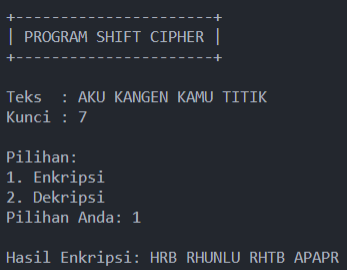 +----------------------+
| PROGRAM SHIFT CIPHER |
+----------------------+
Teks  : AKU KANGEN KAMU TITIK
Kunci : 7
Pilihan:
1. Enkripsi
2. Dekripsi
Pilihan Anda: 1
Hasil Enkripsi: HRB RHUNLU RHTB APAPR